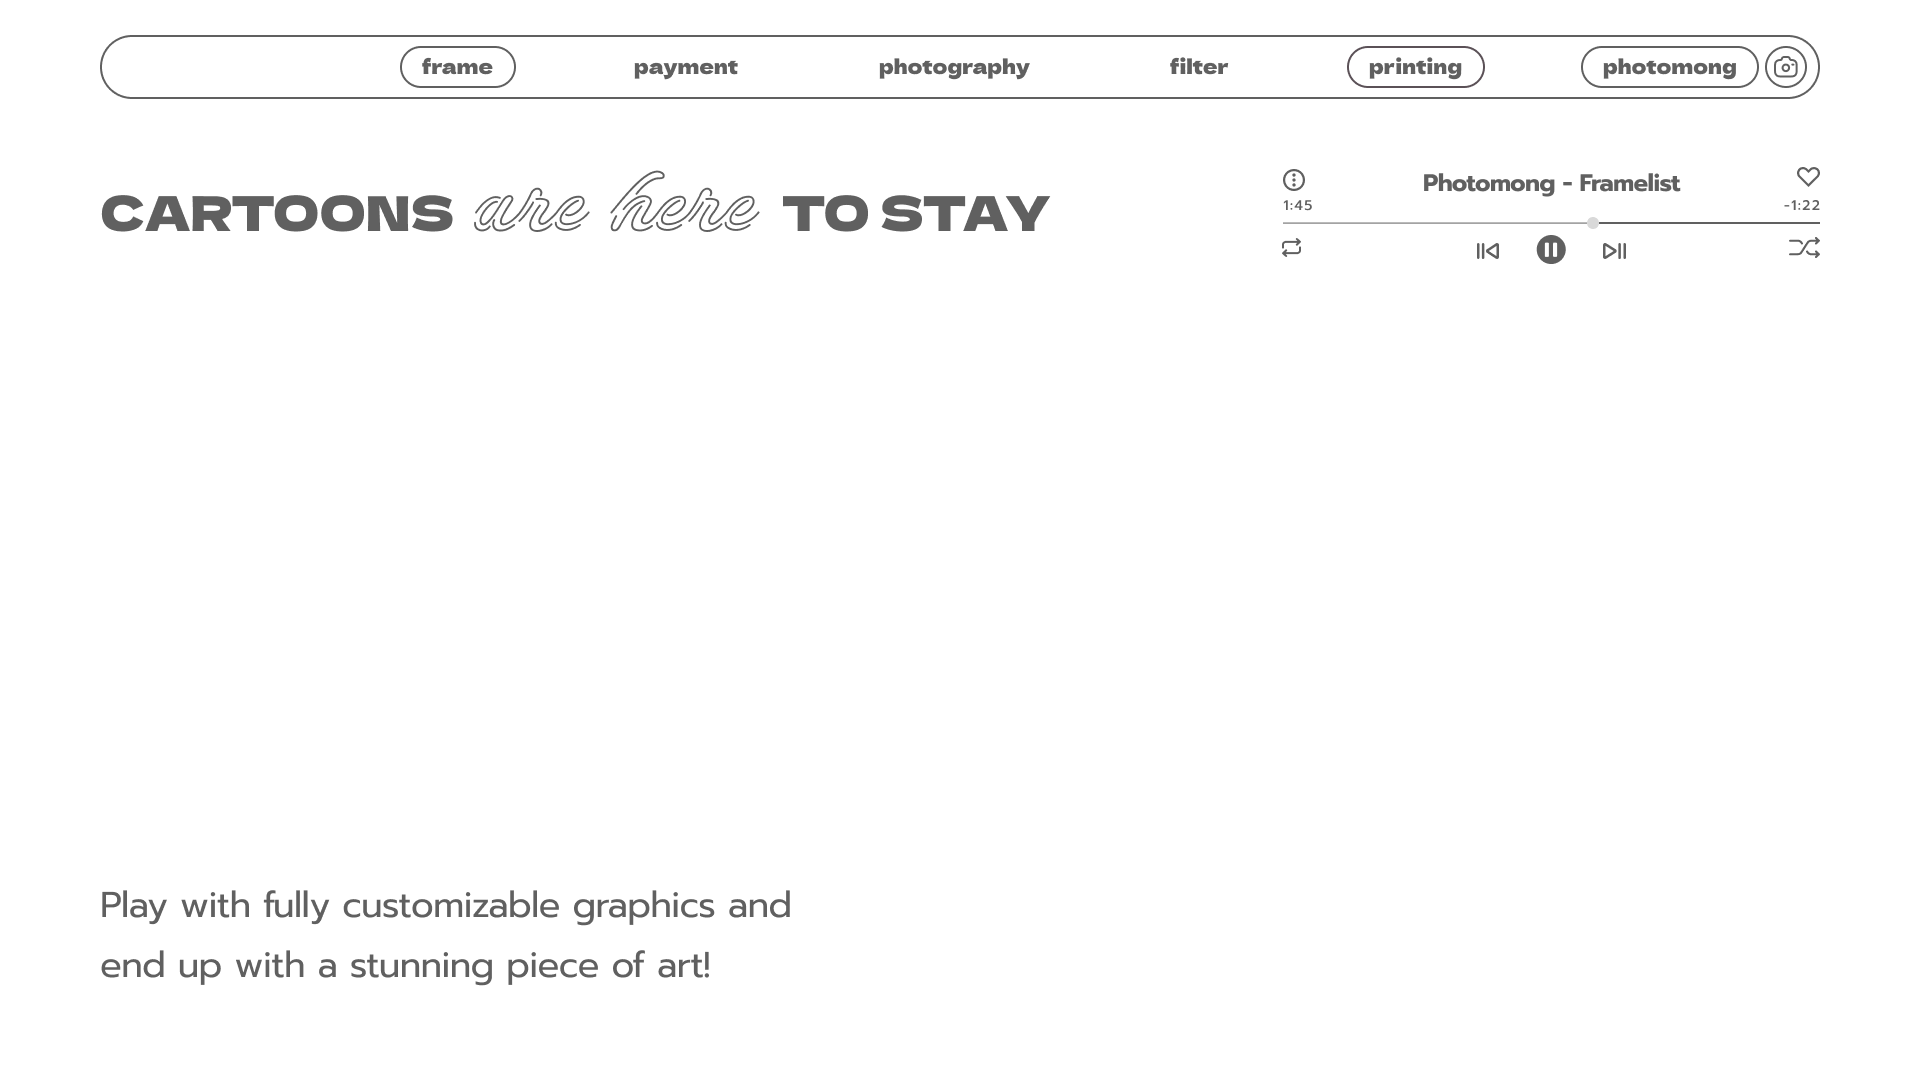 frame payment photography filter printing photomong
CARTOONS are here TO STAY
Photomong - Framelist
1:45 -1:22
Play with fully customizable graphics and
end up with a stunning piece of art!